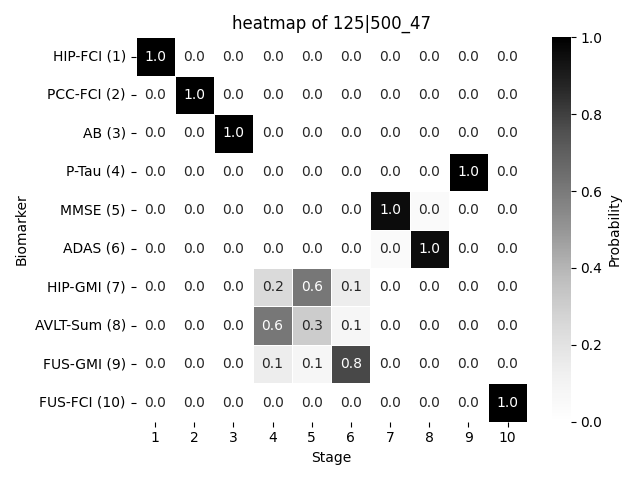 heatmap of 125|500_47
HIP-FCI (1) 1.0 0.0 0.0 0.0 0.0 0.0 0.0 0.0 0.0 0.0
PCC-FCI (2) 0.0 1.0 0.0 0.0 0.0 0.0 0.0 0.0 0.0 0.0
AB (3) 0.0 0.0 1.0 0.0 0.0 0.0 0.0 0.0 0.0 0.0
P-Tau (4) 0.0 0.0 0.0 0.0 0.0 0.0 0.0 0.0 1.0 0.0
MMSE (5) 0.0 0.0 0.0 0.0 0.0 0.0 1.0 0.0 0.0 0.0
ADAS (6) 0.0 0.0 0.0 0.0 0.0 0.0 0.0 1.0 0.0 0.0
HIP-GMI (7) 0.0 0.0 0.0 0.2 0.6 0.1 0.0 0.0 0.0 0.0
AVLT-Sum (8) 0.0 0.0 0.0 0.6 0.3 0.1 0.0 0.0 0.0 0.0
FUS-GMI (9) 0.0 0.0 0.0 0.1 0.1 0.8 0.0 0.0 0.0 0.0
FUS-FCI (10) 0.0 0.0 0.0 0.0 0.0 0.0 0.0 0.0 0.0 1.0
1 2 3 4 5 6 7 8 9 10
Stage
Biomarker
1.0
0.8
0.6
0.4
0.2
0.0
Probability